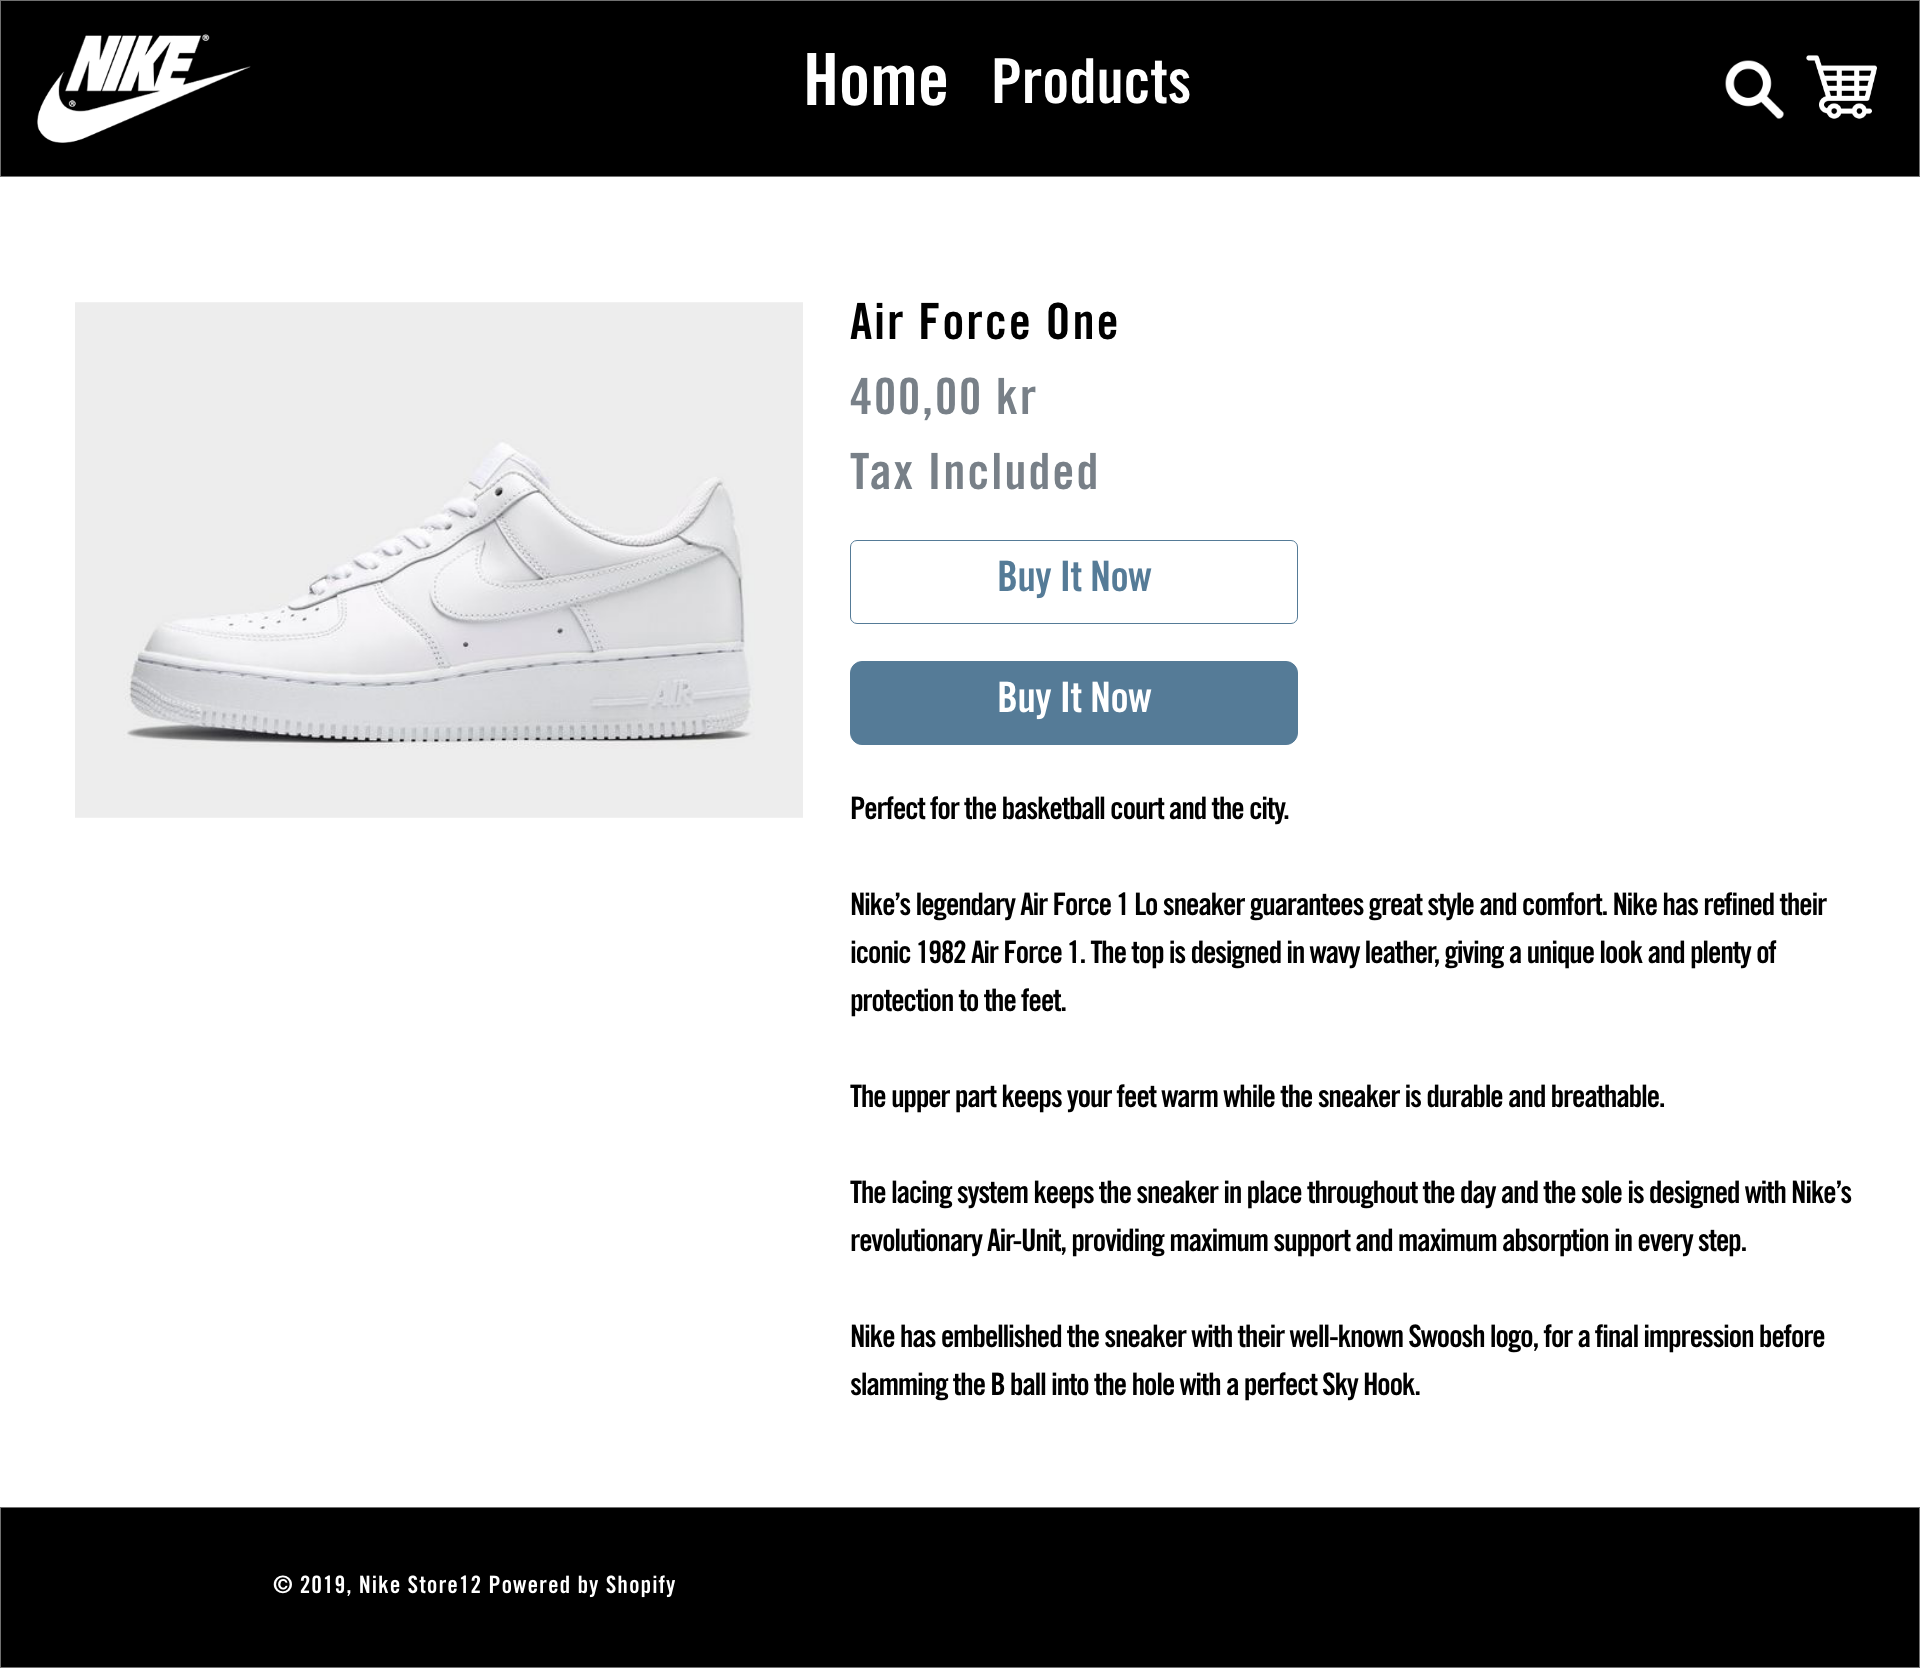 NIKE
Home Products
Air Force One
400,00 kr
Tax Included
AIR
Buy It Now
Buy It Now
Perfect for the basketball court and the city.
Nike’s legendary Air Force 1 Lo sneaker guarantees great style and comfort. Nike has refined their
iconic 1982 Air Force 1. The top is designed in wavy leather, giving a unique look and plenty of
protection to the feet.
The upper part keeps your feet warm while the sneaker is durable and breathable.
The lacing system keeps the sneaker in place throughout the day and the sole is designed with Nike’s
revolutionary Air-Unit, providing maximum support and maximum absorption in every step.
Nike has embellished the sneaker with their well-known Swoosh logo, for a final impression before
slamming the B ball into the hole with a perfect Sky Hook.
© 2019, Nike Store12 Powered by Shopify